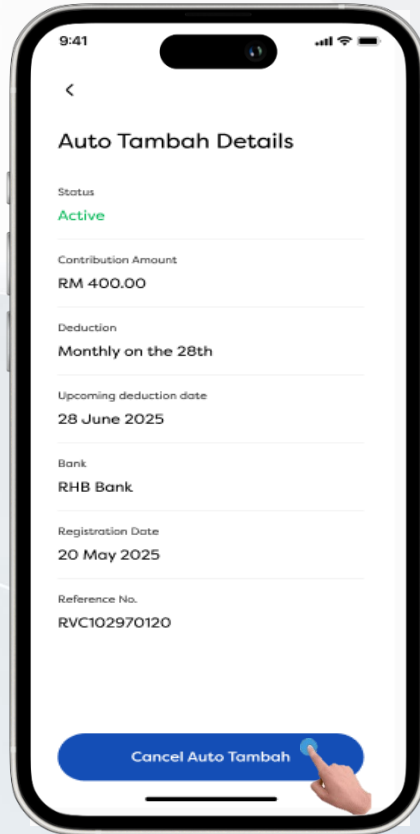 9:41
Auto Tambah Details
Status
Active
Contribution Amount
RM 400.00
Deduction
Monthly on the 28th
Upcoming deduction date
28 June 2025
Bank
RHB Bank
Registration Date
20 May 2025
Reference No.
RVC102970120
Cancel Auto Tambah